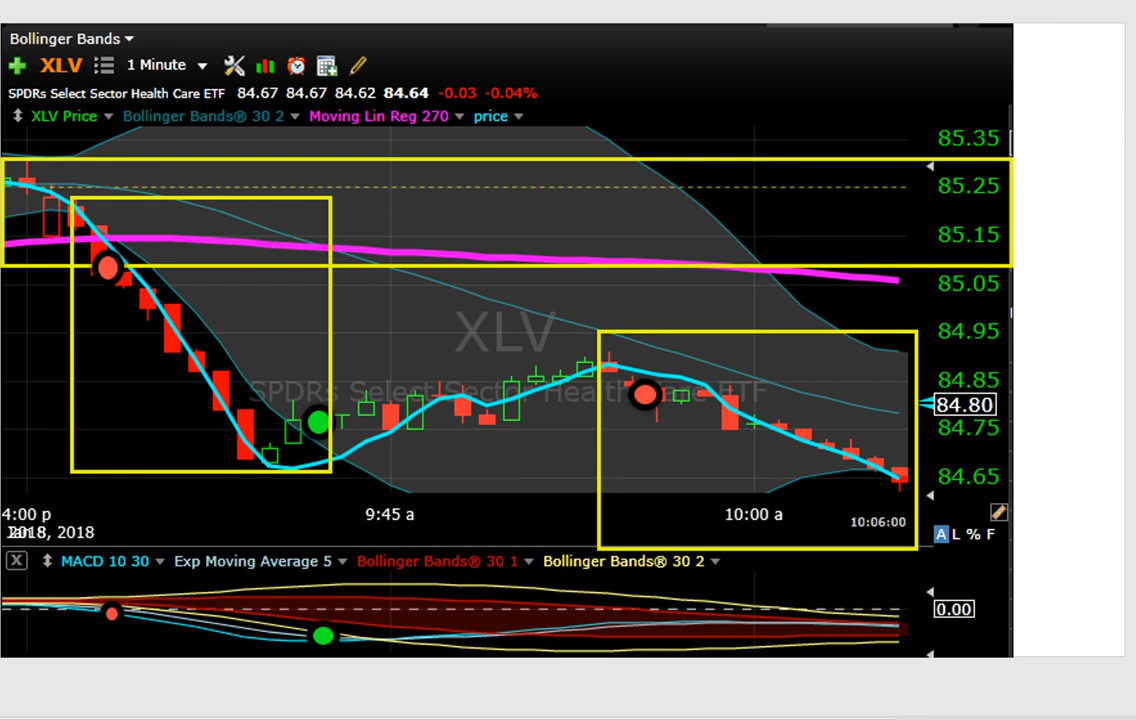 Bollinger Bands
XLV 1 Minute
SPDRs Select Sector Health Care ETF 84.67 84.67 84.62 84.64 -0.03 -0.04%
XLV Price Bollinger Bands® 30 2 Moving Lin Reg 270 price
85.35
85.25
85.15
85.05
84.95
XLV
84.85
SPDRs Select Sector Health Care ETF
84.80
84.75
84.65
4:00 p 9:45 a 10:00 a 10:06:00
8, 2018
A L % F
X MACD 10 30 Exp Moving Average 5 Bollinger Bands® 30 1 Bollinger Bands® 30 2
0.00